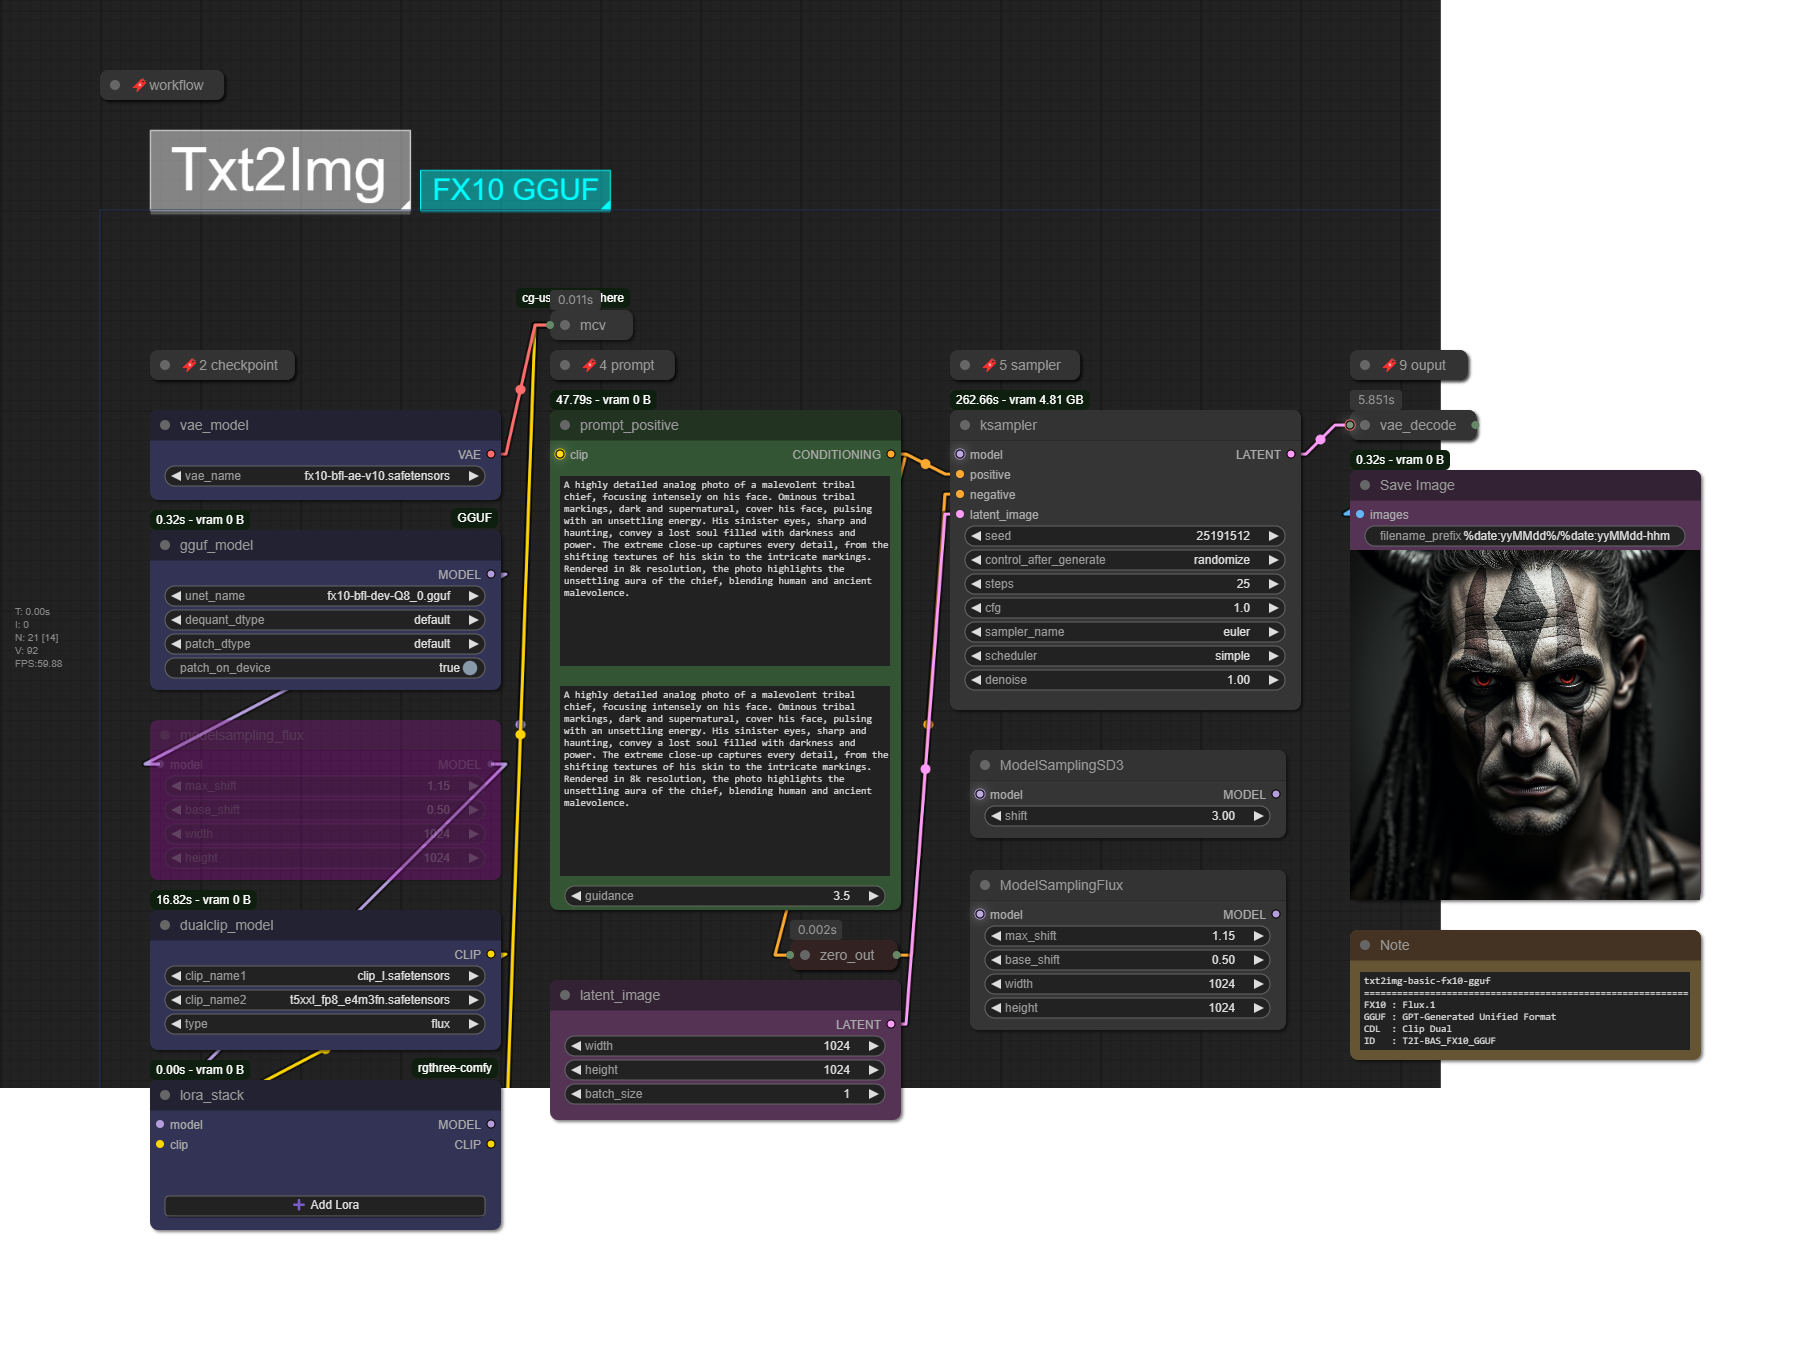 workflow
Txt2Img
FX10 GGUF
cg-us
0.011s
here
mcv
2 checkpoint
4 prompt
5 sampler
9 ouput
47.79s - vram 0 B
262.66s - vram 4.81 GB
5.851s
vae_model
VAE
vae_name fx10-bfl-ae-v10.safetensors
0.32s - vram 0 B GGUF
gguf_model
MODEL
unet_name fx10-bfl-dev-Q8_0.gguf
dequant_dtype default
patch_dtype default
patch_on_device true
T: 0.00s
I: 0
N: 21 [14]
V: 92
FPS:59.88
modelsampling_flux
model MODEL
max_shift 1.15
base_shift 0.50
width 1024
height 1024
16.82s - vram 0 B
dualclip_model
CLIP
clip_name1 clip_l.safetensors
clip_name2 t5xxl_fp8_e4m3fn.safetensors
type flux
0.00s - vram 0 B rgthree-comfy
lora_stack
model MODEL
clip CLIP
Add Lora
prompt_positive
clip CONDITIONING
A highly detailed analog photo of a malevolent tribal
chief, focusing intensely on his face. Ominous tribal
markings, dark and supernatural, cover his face, pulsing
with an unsettling energy. His sinister eyes, sharp and
haunting, convey a lost soul filled with darkness and
power. The extreme close-up captures every detail, from the
shifting textures of his skin to the intricate markings.
Rendered in 8k resolution, the photo highlights the
unsettling aura of the chief, blending human and ancient
malevolence.
A highly detailed analog photo of a malevolent tribal
chief, focusing intensely on his face. Ominous tribal
markings, dark and supernatural, cover his face, pulsing
with an unsettling energy. His sinister eyes, sharp and
haunting, convey a lost soul filled with darkness and
power. The extreme close-up captures every detail, from the
shifting textures of his skin to the intricate markings.
Rendered in 8k resolution, the photo highlights the
unsettling aura of the chief, blending human and ancient
malevolence.
guidance 3.5
0.002s
zero_out
latent_image
LATENT
width 1024
height 1024
batch_size 1
ksampler
model LATENT
positive
negative
latent_image
seed 25191512
control_after_generate randomize
steps 25
cfg 1.0
sampler_name euler
scheduler simple
denoise 1.00
ModelSamplingSD3
model MODEL
shift 3.00
ModelSamplingFlux
model MODEL
max_shift 1.15
base_shift 0.50
width 1024
height 1024
vae_decode
0.32s - vram 0 B
Save Image
images
filename_prefix %date:yyMMdd%/%date:yyMMdd-hhm
Note
txt2img-basic-fx10-gguf
===========================================================
FX10 : Flux.1
GGUF : GPT-Generated Unified Format
CDL : Clip Dual
ID : T2I-BAS_FX10_GGUF